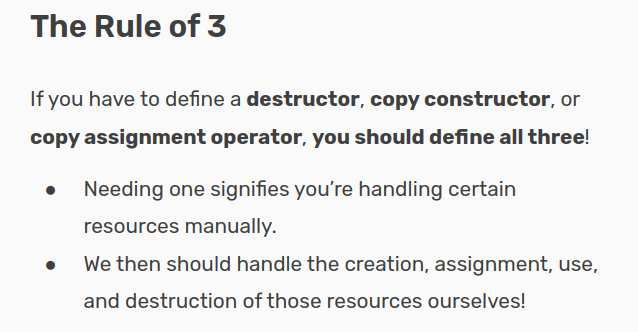 The Rule of 3
If you have to define a destructor, copy constructor, or
copy assignment operator, you should define all three!
● Needing one signifies you’re handling certain
resources manually.
● We then should handle the creation, assignment, use,
and destruction of those resources ourselves!